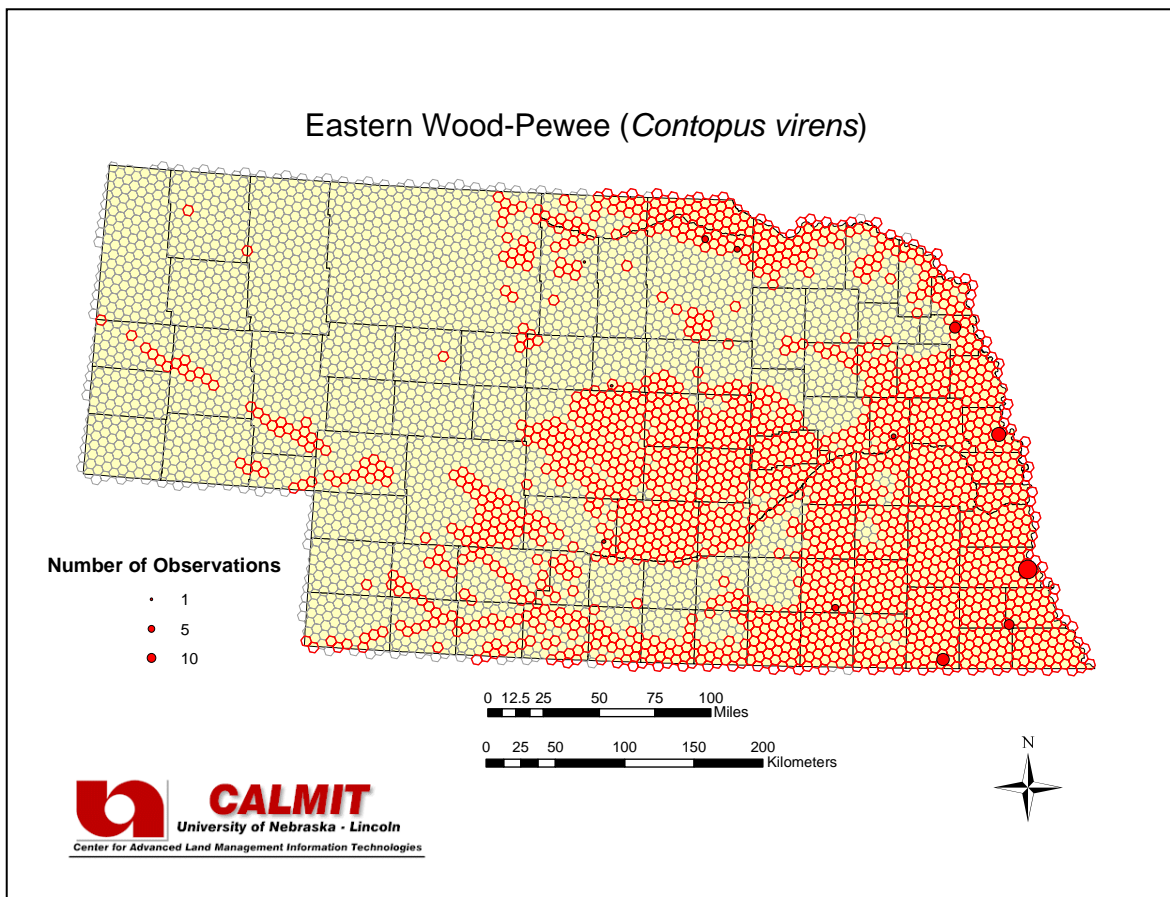 Eastern Wood-Pewee (Contopus virens)
Number of Observations
1
5
10
0 12.5 25 50 75 100
Miles
0 25 50 100 150 200
Kilometers
N
CALMIT
University of Nebraska - Lincoln
Center for Advanced Land Management Information Technologies